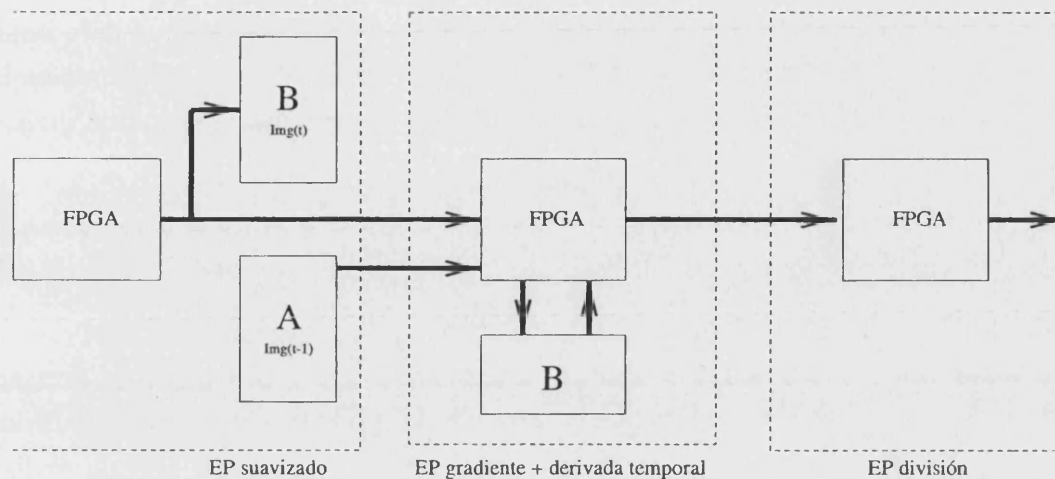 B
Img(t)
FPGA
FPGA
FPGA
A
Img(t-1)
B
EP suavizado
EP gradiente + derivada temporal
EP división